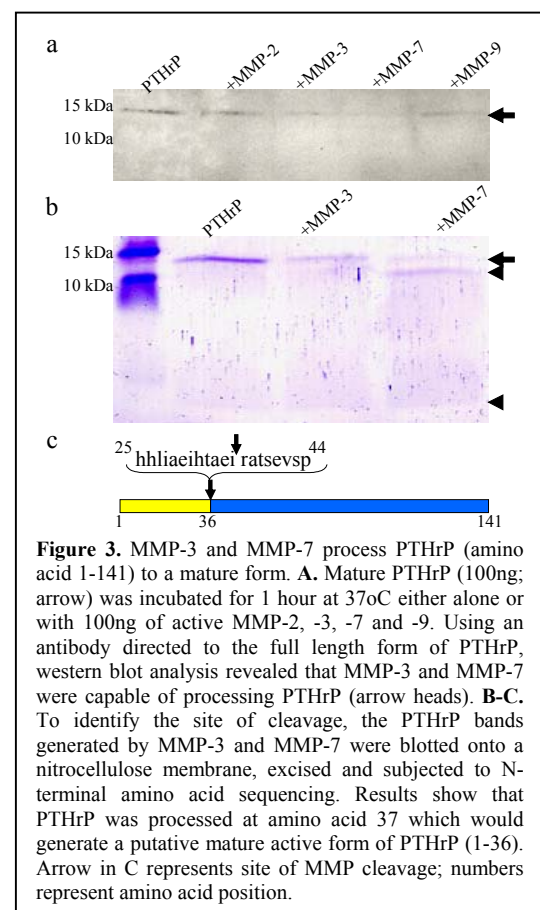 a
PTHrP +MMP-2 +MMP-3 +MMP-7 +MMP-9
15 kDa
10 kDa
b
PTHrP +MMP-3 +MMP-7
15 kDa
10 kDa
c
25 44
hhliaeihtaei ratsevsp
1 36 141
Figure 3. MMP-3 and MMP-7 process PTHrP (amino
acid 1-141) to a mature form. A. Mature PTHrP (100ng;
arrow) was incubated for 1 hour at 37oC either alone or
with 100ng of active MMP-2, -3, -7 and -9. Using an
antibody directed to the full length form of PTHrP,
western blot analysis revealed that MMP-3 and MMP-7
were capable of processing PTHrP (arrow heads). B-C.
To identify the site of cleavage, the PTHrP bands
generated by MMP-3 and MMP-7 were blotted onto a
nitrocellulose membrane, excised and subjected to N-
terminal amino acid sequencing. Results show that
PTHrP was processed at amino acid 37 which would
generate a putative mature active form of PTHrP (1-36).
Arrow in C represents site of MMP cleavage; numbers
represent amino acid position.